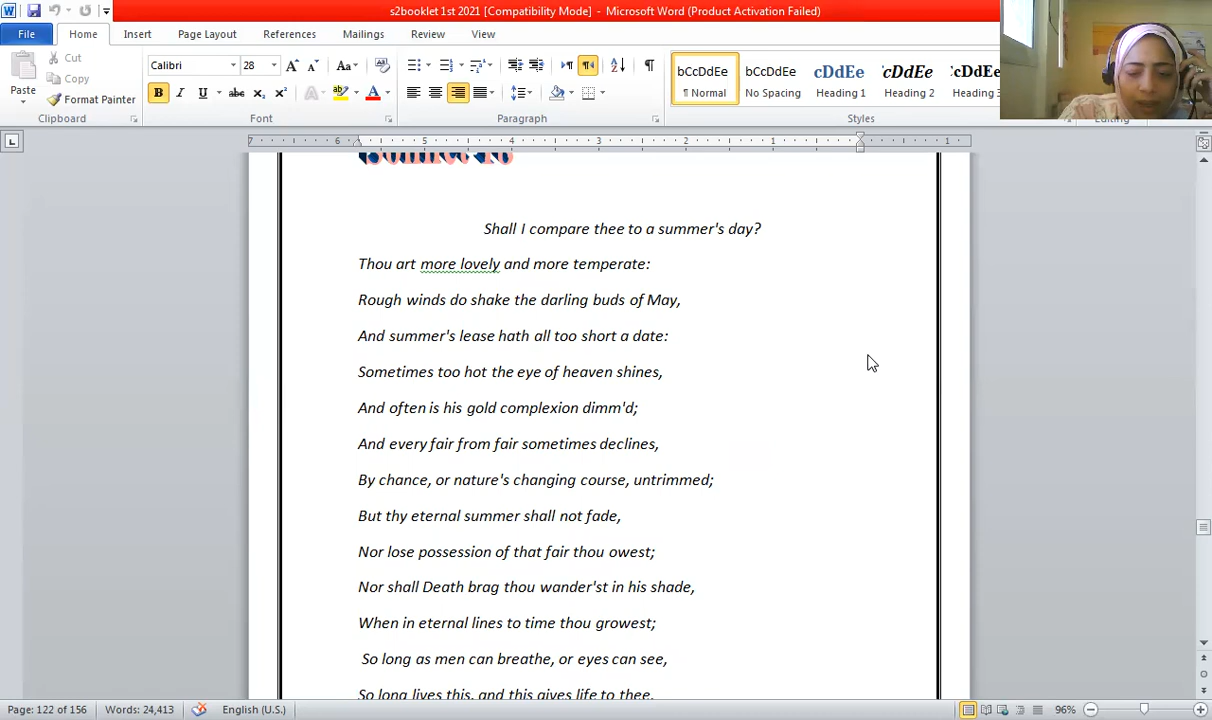 s2booklet 1st 2021 [Compatibility Mode] - Microsoft Word (Product Activation Failed)
File Home Insert Page Layout References Mailings Review View
Cut
Copy
Format Painter
Paste
Clipboard
Calibri 28
Font
Paragraph
AaBbCcDdEe
¶ Normal
No Spacing
Heading 1
Heading 2
Heading 3
Styles
Editing
Shall I compare thee to a summer's day?
Thou art more lovely and more temperate:
Rough winds do shake the darling buds of May,
And summer's lease hath all too short a date:
Sometimes too hot the eye of heaven shines,
And often is his gold complexion dimm'd;
And every fair from fair sometimes declines,
By chance, or nature's changing course, untrimmed;
But thy eternal summer shall not fade,
Nor lose possession of that fair thou owest;
Nor shall Death brag thou wander'st in his shade,
When in eternal lines to time thou growest;
So long as men can breathe, or eyes can see,
So long lives this, and this gives life to thee.
Page: 122 of 156 Words: 24,413 English (U.S.) 96%